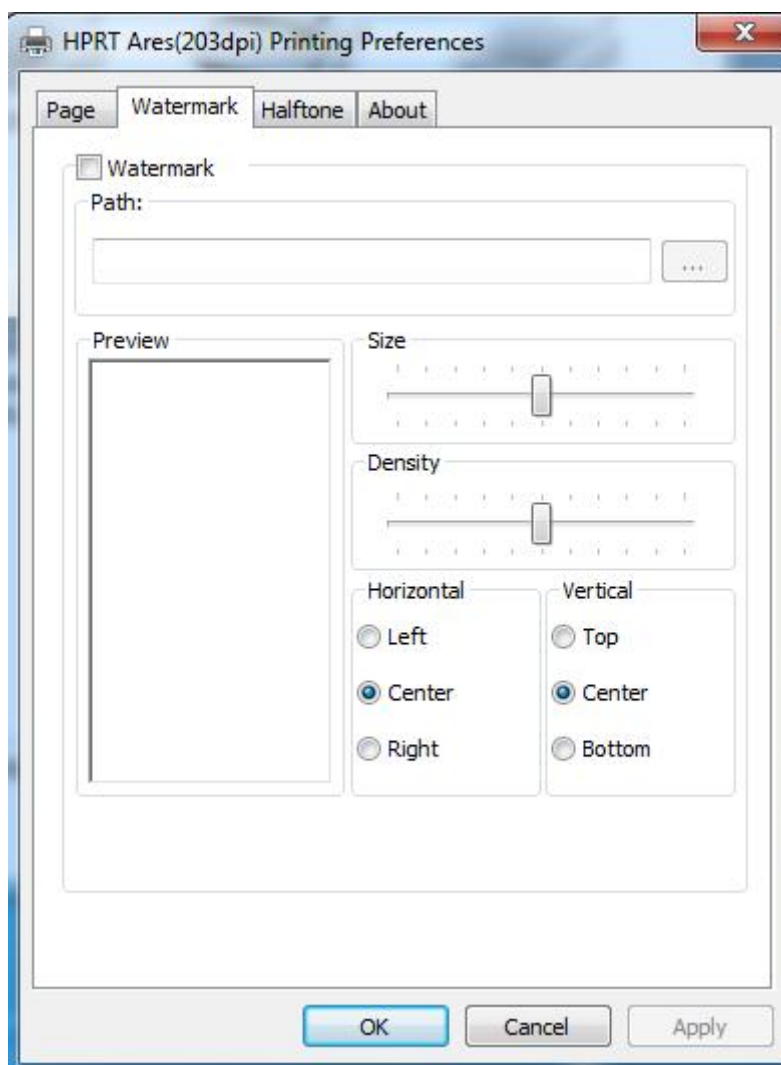 HPRT Ares(203dpi) Printing Preferences
Page Watermark Halftone About
Watermark
Path:
...
Preview
Size
Density
Horizontal Vertical
Left Top
Center Center
Right Bottom
OK Cancel Apply